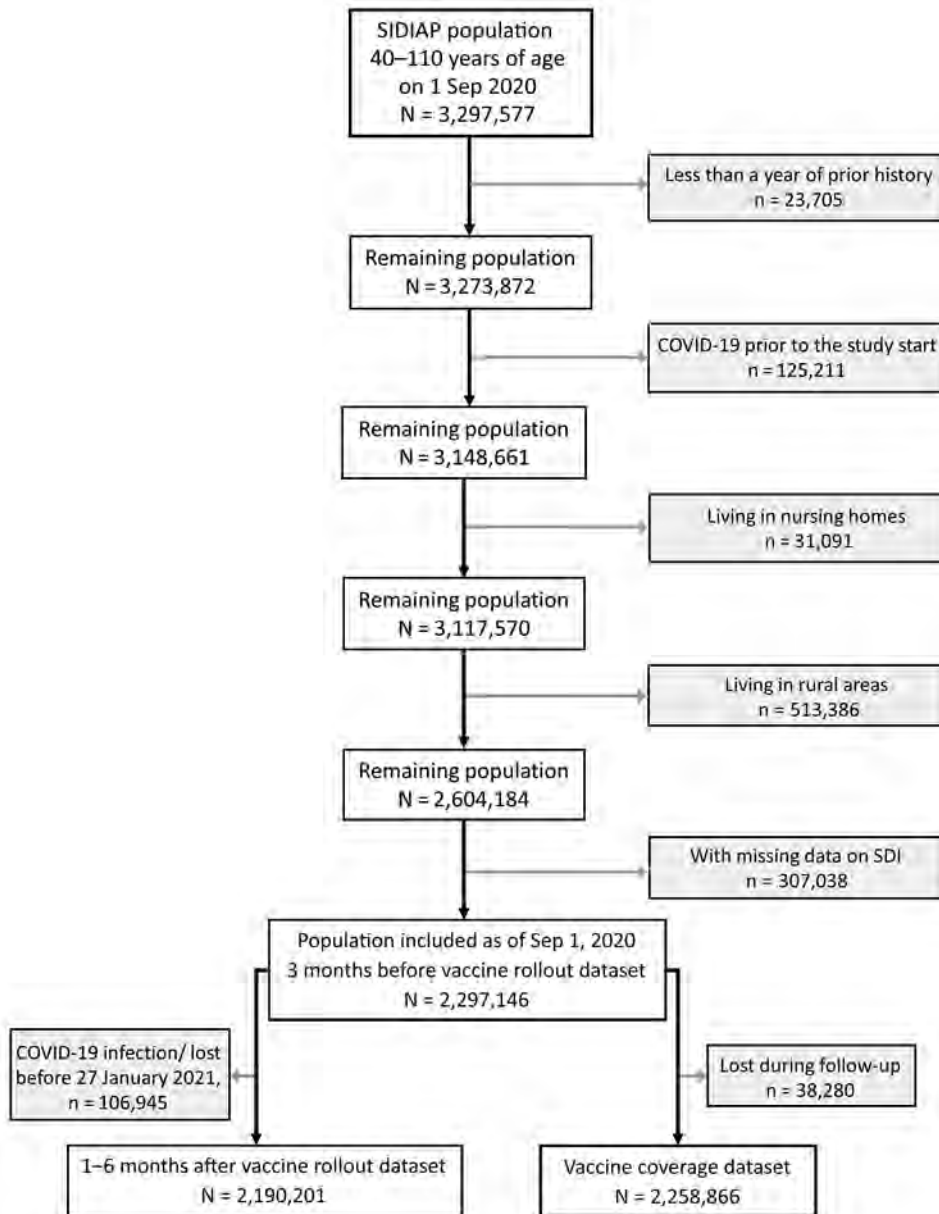 SIDIAP population
40–110 years of age
on 1 Sep 2020
N = 3,297,577
Less than a year of prior history
n = 23,705
Remaining population
N = 3,273,872
COVID-19 prior to the study start
n = 125,211
Remaining population
N = 3,148,661
Living in nursing homes
n = 31,091
Remaining population
N = 3,117,570
Living in rural areas
n = 513,386
Remaining population
N = 2,604,184
With missing data on SDI
n = 307,038
Population included as of Sep 1, 2020
3 months before vaccine rollout dataset
N = 2,297,146
COVID-19 infection/ lost
before 27 January 2021,
n = 106,945
Lost during follow-up
n = 38,280
1–6 months after vaccine rollout dataset
N = 2,190,201
Vaccine coverage dataset
N = 2,258,866